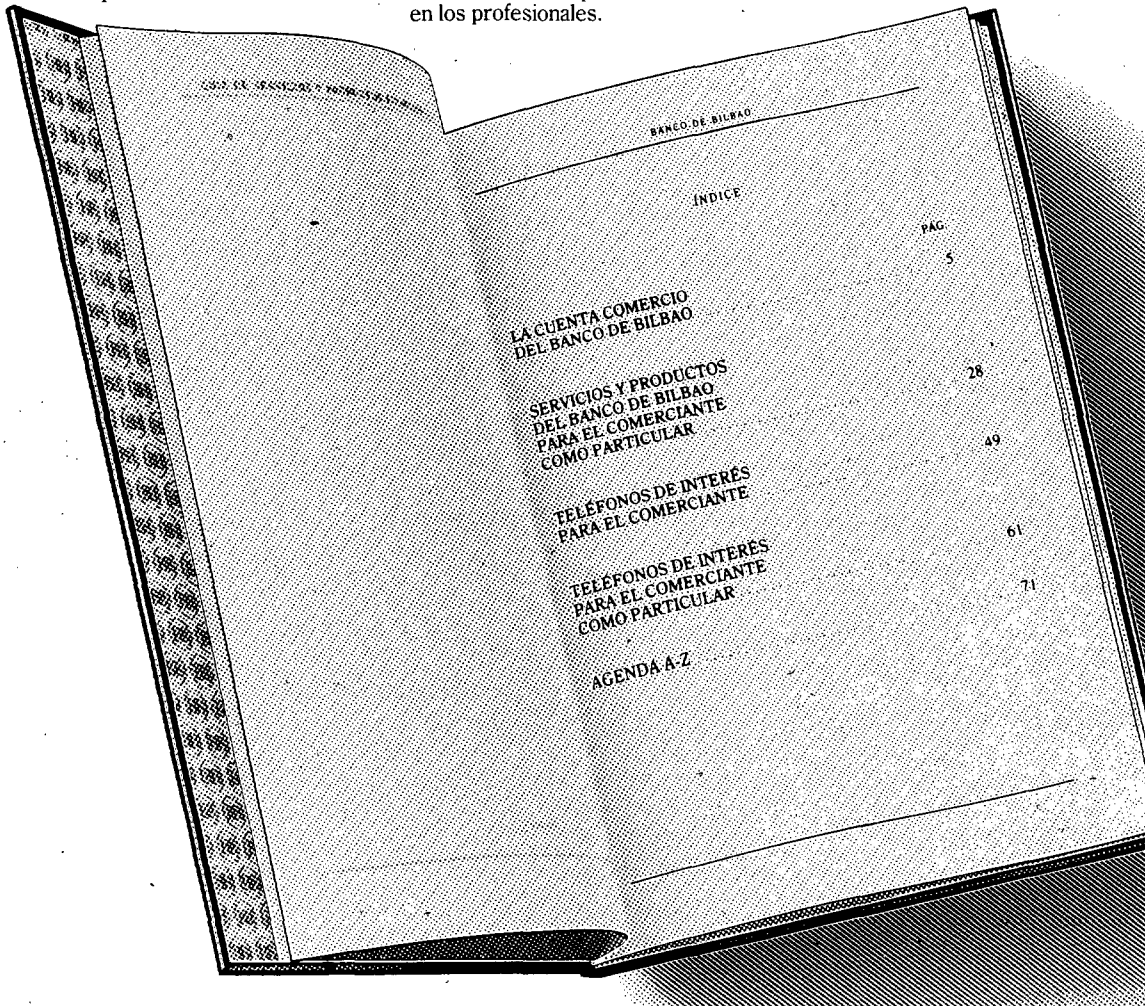 en los profesionales.
BANCO DE BILBAO
ÍNDICE
PÁG.
LA CUENTA COMERCIO
DEL BANCO DE BILBAO 5
SERVICIOS Y PRODUCTOS
DEL BANCO DE BILBAO
PARA EL COMERCIANTE
COMO PARTICULAR 28
TELÉFONOS DE INTERÉS
PARA EL COMERCIANTE 49
TELÉFONOS DE INTERÉS
PARA EL COMERCIANTE
COMO PARTICULAR 61
AGENDA A-Z 71